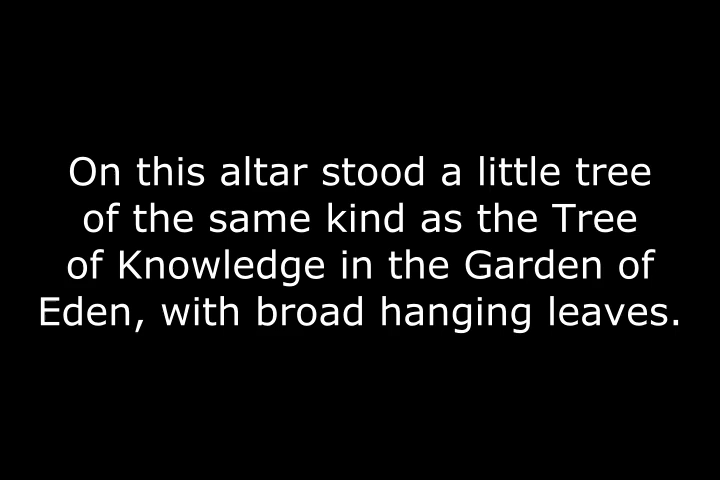 On this altar stood a little tree
of the same kind as the Tree
of Knowledge in the Garden of
Eden, with broad hanging leaves.